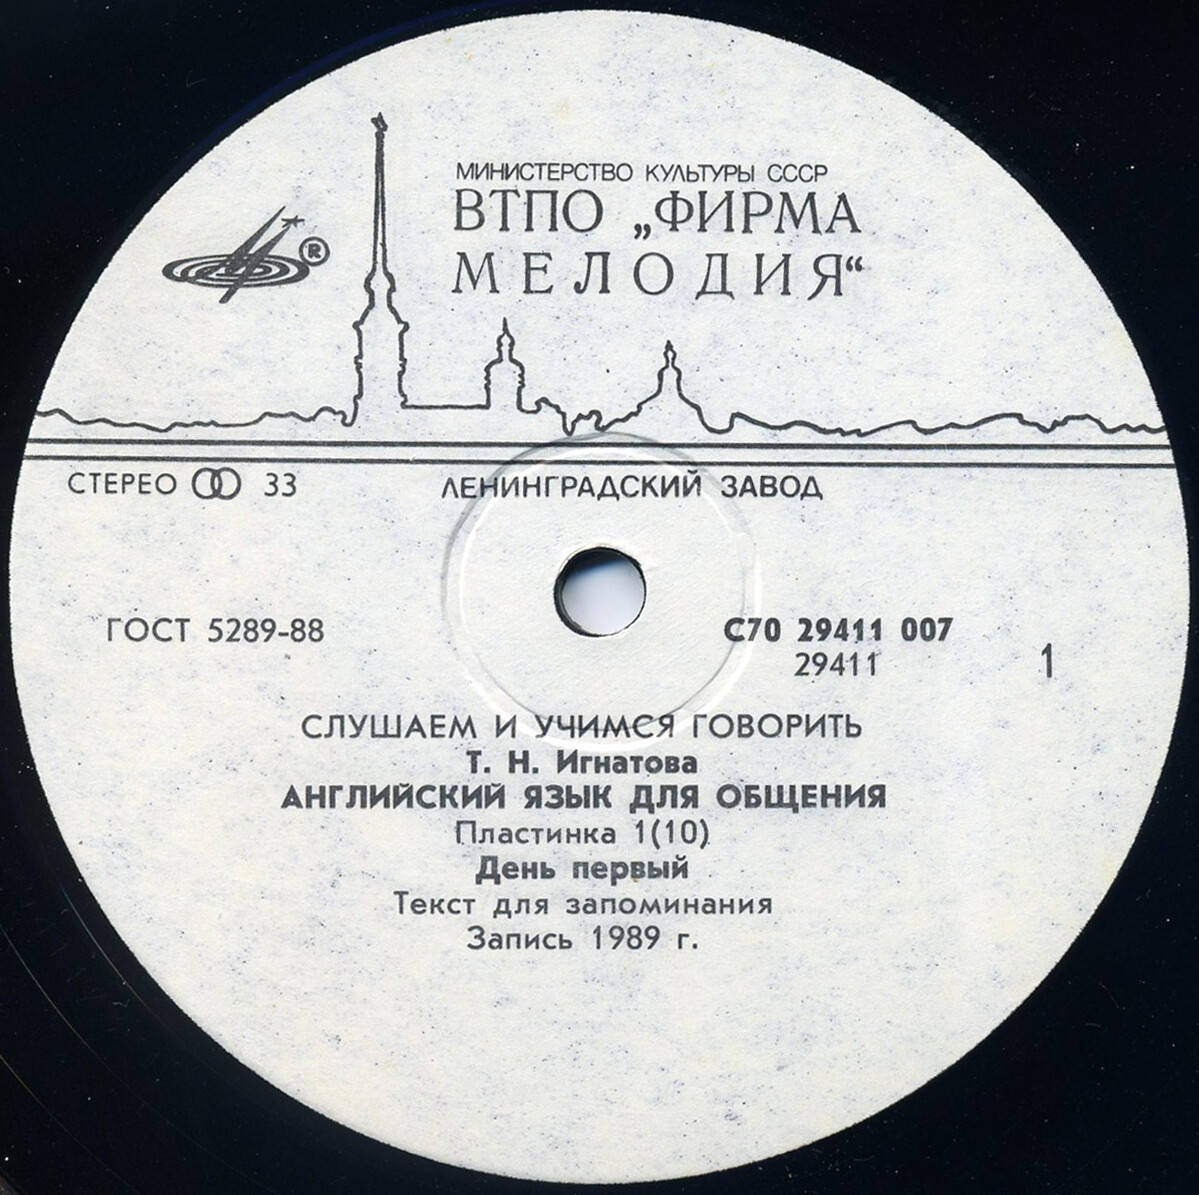 МИНИСТЕРСТВО КУЛЬТУРЫ СССР
ВТПО „ФИРМА
МЕЛОДИЯ“
®
СТЕРЕО 33
ЛЕНИНГРАДСКИЙ ЗАВОД
ГОСТ 5289-88
С70 29411 007
29411
1
СЛУШАЕМ И УЧИМСЯ ГОВОРИТЬ
Т. Н. Игнатова
АНГЛИЙСКИЙ ЯЗЫК ДЛЯ ОБЩЕНИЯ
Пластинка 1(10)
День первый
Текст для запоминания
Запись 1989 г.